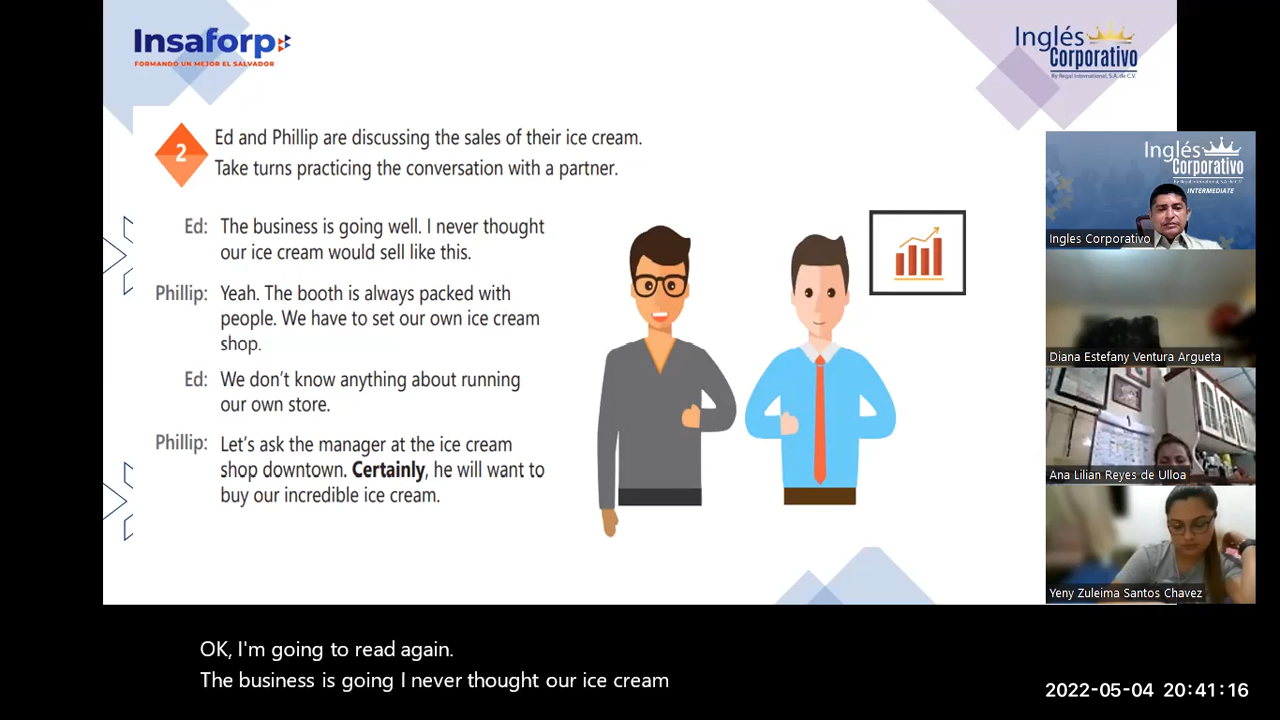 Insaforp
FORMANDO UN MEJOR EL SALVADOR
Inglés
Corporativo
By Regal International, S.A. de C.V.
2
Ed and Phillip are discussing the sales of their ice cream.
Take turns practicing the conversation with a partner.
Ed: The business is going well. I never thought
our ice cream would sell like this.
Phillip: Yeah. The booth is always packed with
people. We have to set our own ice cream
shop.
Ed: We don't know anything about running
our own store.
Phillip: Let's ask the manager at the ice cream
shop downtown. Certainly, he will want to
buy our incredible ice cream.
Inglés
Corporativo
INTERMEDIATE
Ingles Corporativo
Diana Estefany Ventura Argueta
Ana Lilian Reyes de Ulloa
Yeny Zuleima Santos Chavez
OK, I'm going to read again.
The business is going I never thought our ice cream
2022-05-04 20:41:16